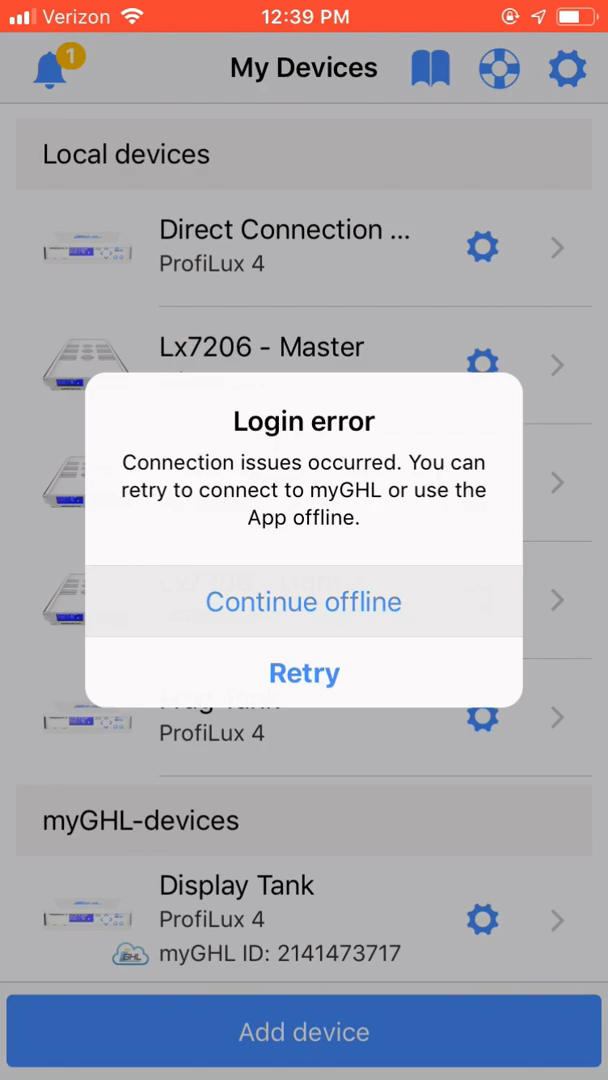 Verizon 12:39 PM
1
My Devices
Local devices
Direct Connection ...
ProfiLux 4
Lx7206 - Master
Login error
Connection issues occurred. You can
retry to connect to myGHL or use the
App offline.
Continue offline
Retry
ProfiLux 4
myGHL-devices
Display Tank
ProfiLux 4
GHL myGHL ID: 2141473717
Add device